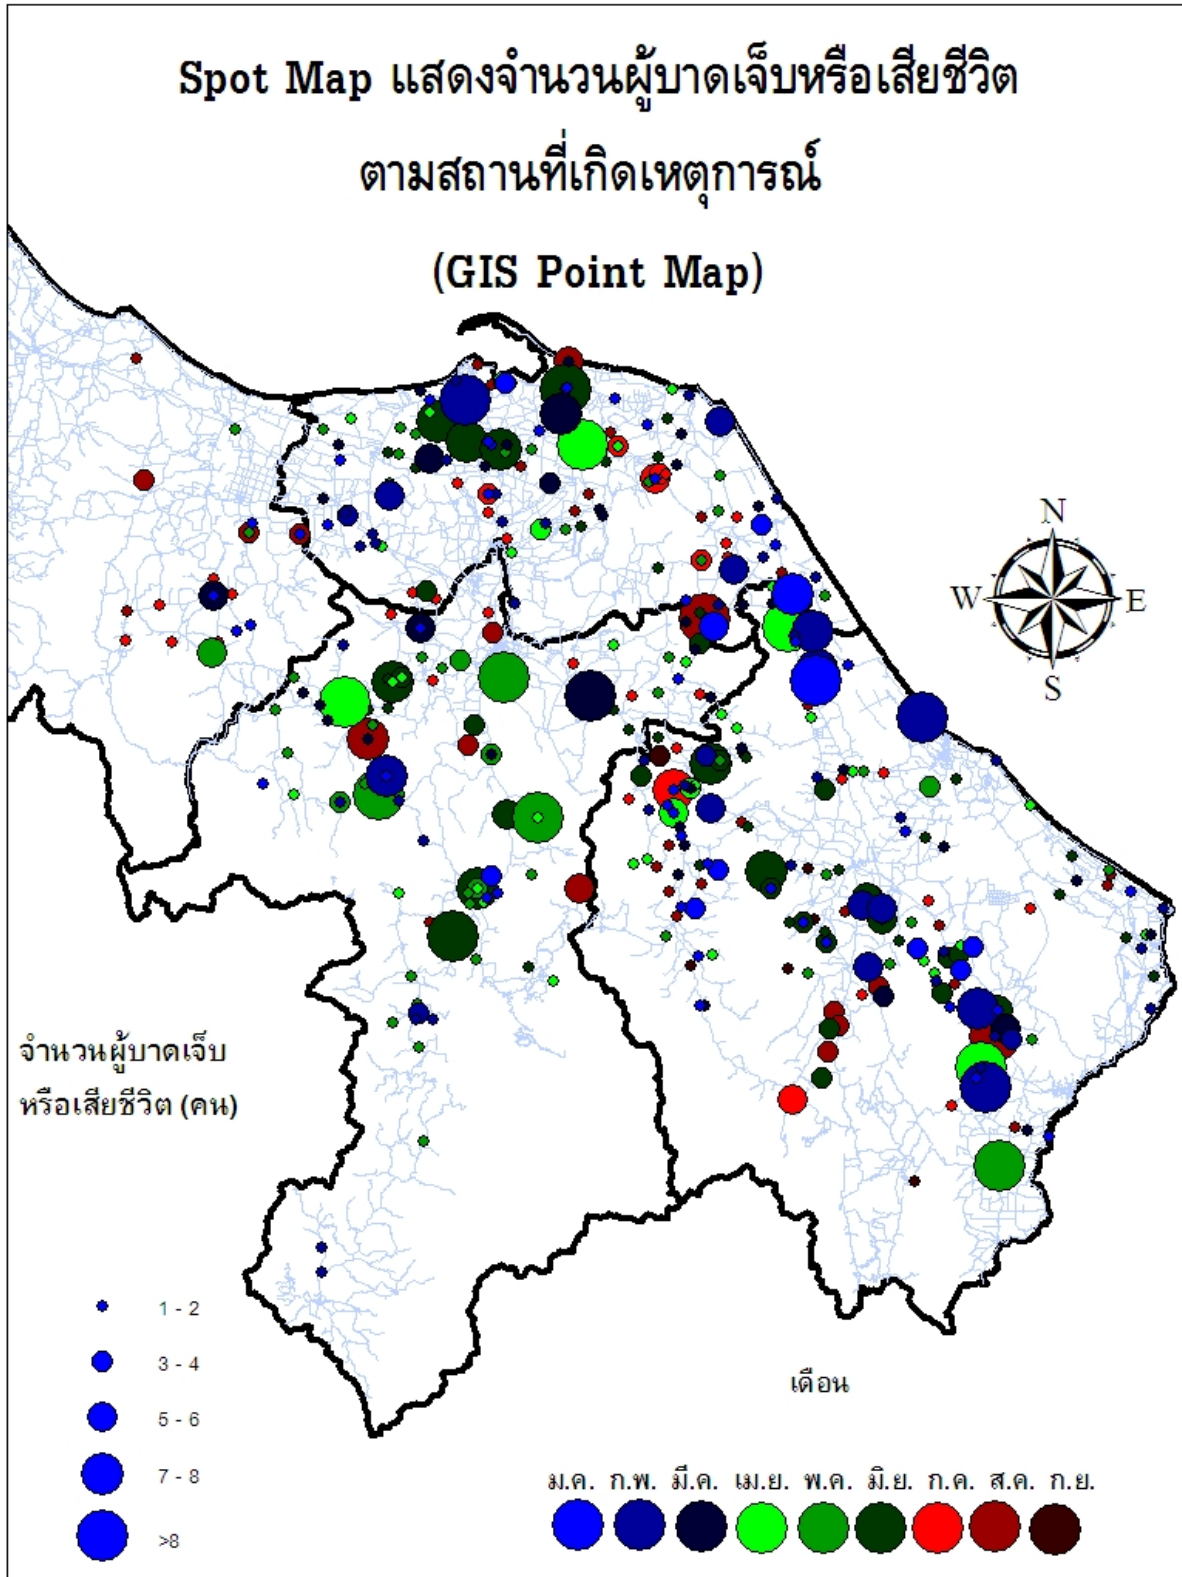 Spot Map แสดงจำนวนผู้บาดเจ็บหรือเสียชีวิต
ตามสถานที่เกิดเหตุการณ์
(GIS Point Map)
N
W
E
S
จำนวนผู้บาดเจ็บ
หรือเสียชีวิต (คน)
1 - 2
3 - 4
5 - 6
7 - 8
>8
เดือน
ม.ค. ก.พ. มี.ค. เม.ย. พ.ค. มิ.ย. ก.ค. ส.ค. ก.ย.